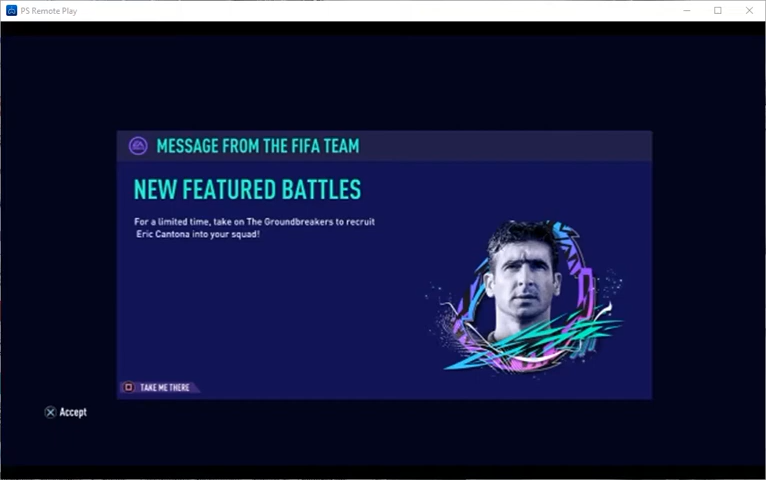 PS Remote Play
EA
MESSAGE FROM THE FIFA TEAM
NEW FEATURED BATTLES
For a limited time, take on The Groundbreakers to recruit
Eric Cantona into your squad!
TAKE ME THERE
Accept